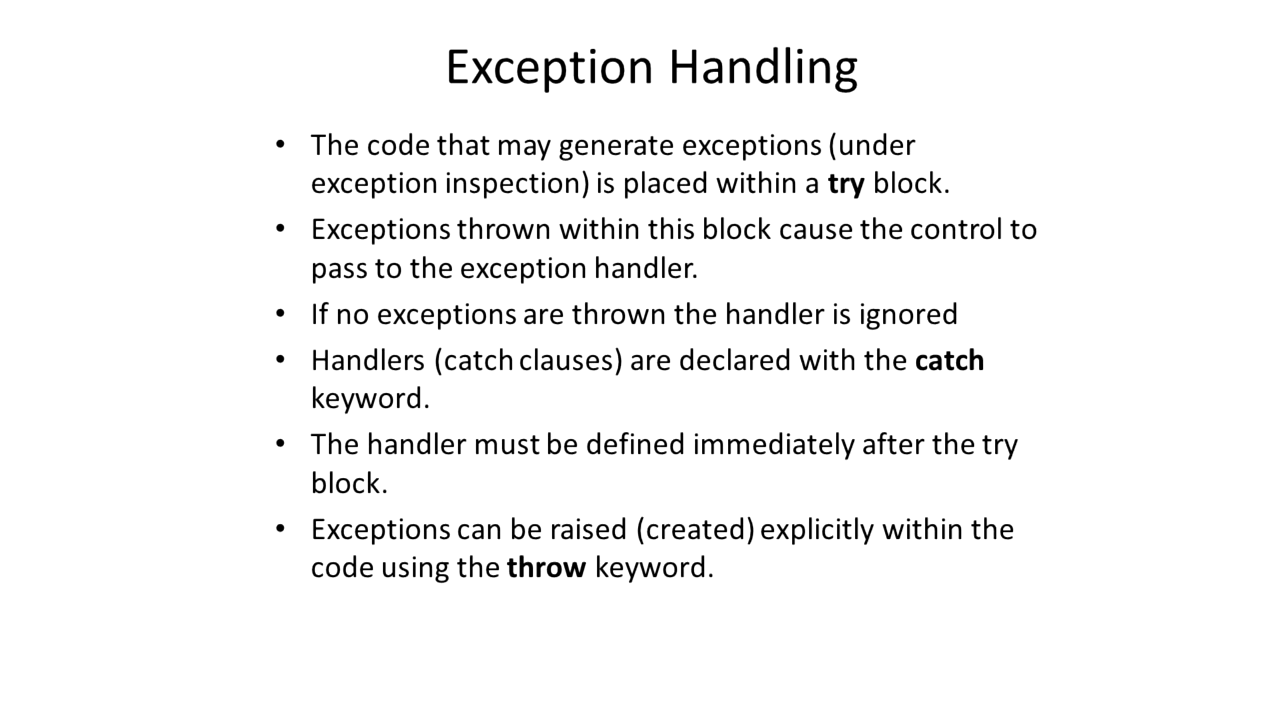 Exception Handling
• The code that may generate exceptions (under
exception inspection) is placed within a try block.
• Exceptions thrown within this block cause the control to
pass to the exception handler.
• If no exceptions are thrown the handler is ignored
• Handlers (catch clauses) are declared with the catch
keyword.
• The handler must be defined immediately after the try
block.
• Exceptions can be raised (created) explicitly within the
code using the throw keyword.